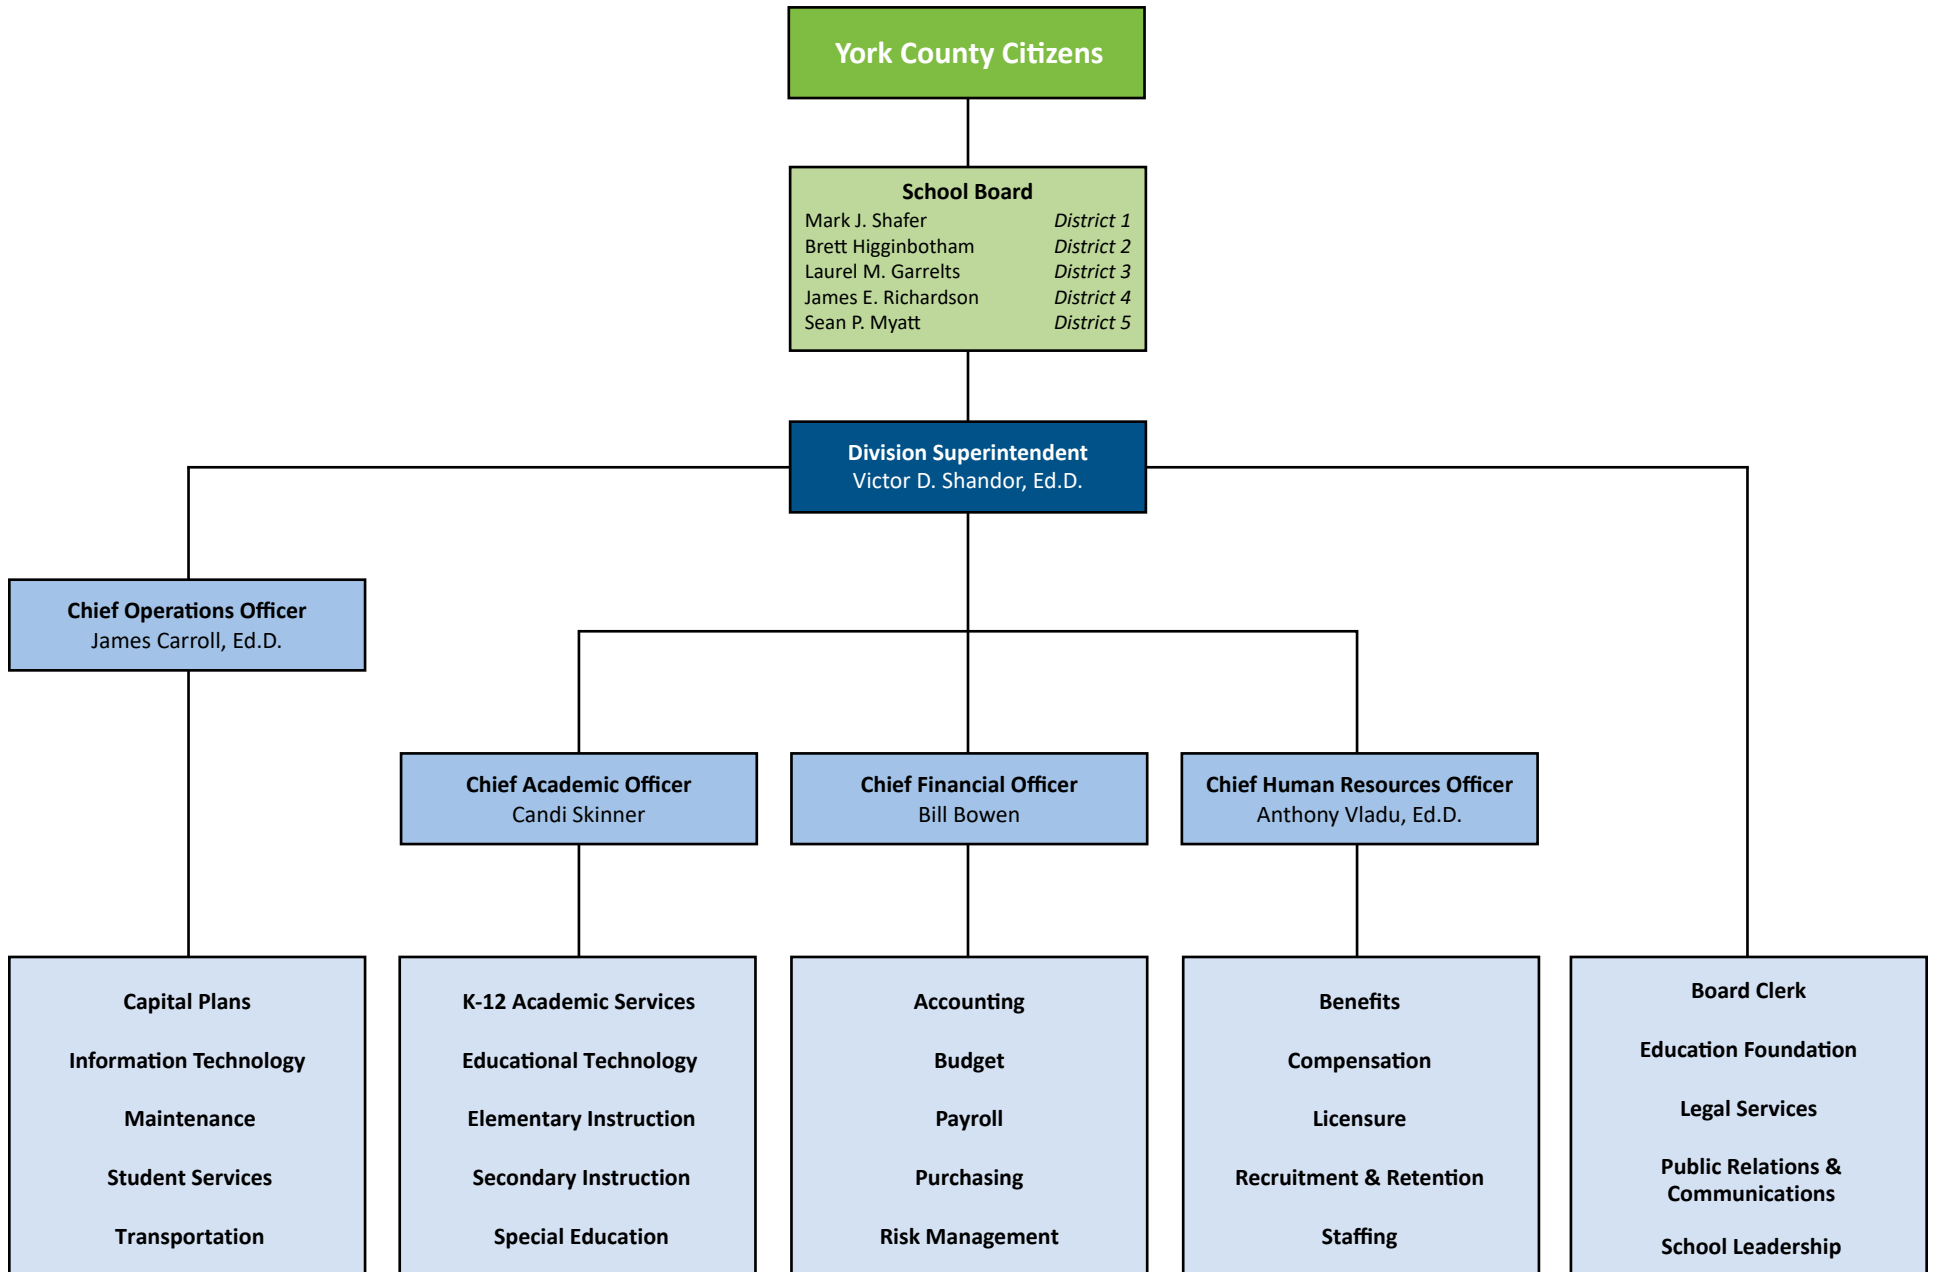 York County Citizens
School Board
Mark J. Shafer District 1
Brett Higginbotham District 2
Laurel M. Garrelts District 3
James E. Richardson District 4
Sean P. Myatt District 5
Division Superintendent
Victor D. Shandor, Ed.D.
Chief Operations Officer
James Carroll, Ed.D.
Chief Academic Officer
Candi Skinner
Chief Financial Officer
Bill Bowen
Chief Human Resources Officer
Anthony Vladu, Ed.D.
Capital Plans
Information Technology
Maintenance
Student Services
Transportation
K-12 Academic Services
Educational Technology
Elementary Instruction
Secondary Instruction
Special Education
Accounting
Budget
Payroll
Purchasing
Risk Management
Benefits
Compensation
Licensure
Recruitment & Retention
Staffing
Board Clerk
Education Foundation
Legal Services
Public Relations &
Communications
School Leadership